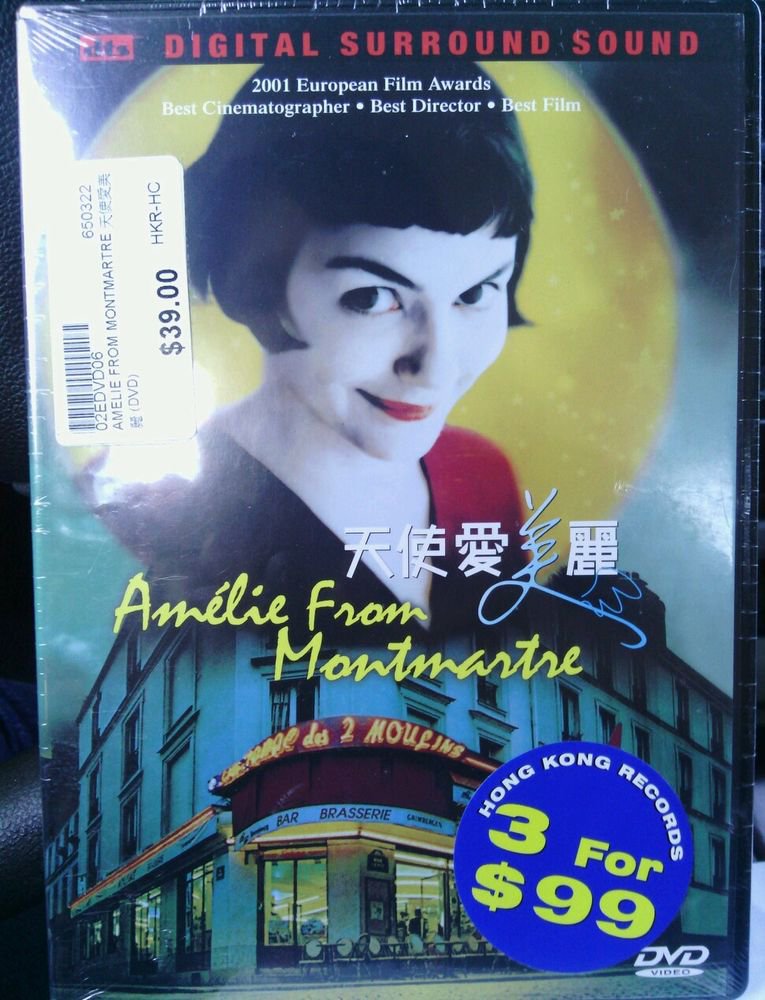 dts DIGITAL SURROUND SOUND
2001 European Film Awards
Best Cinematographer • Best Director • Best Film
650322
02EDVD06
AMELIE FROM MONTMARTRE 天使愛美
麗 (DVD)
$39.00
HKR-HC
天使愛美麗
Amélie From
Montmartre
des 2 MOULINS
BAR BRASSERIE GRIMBERGEN
HONG KONG RECORDS
3 For
$99
DVD
VIDEO